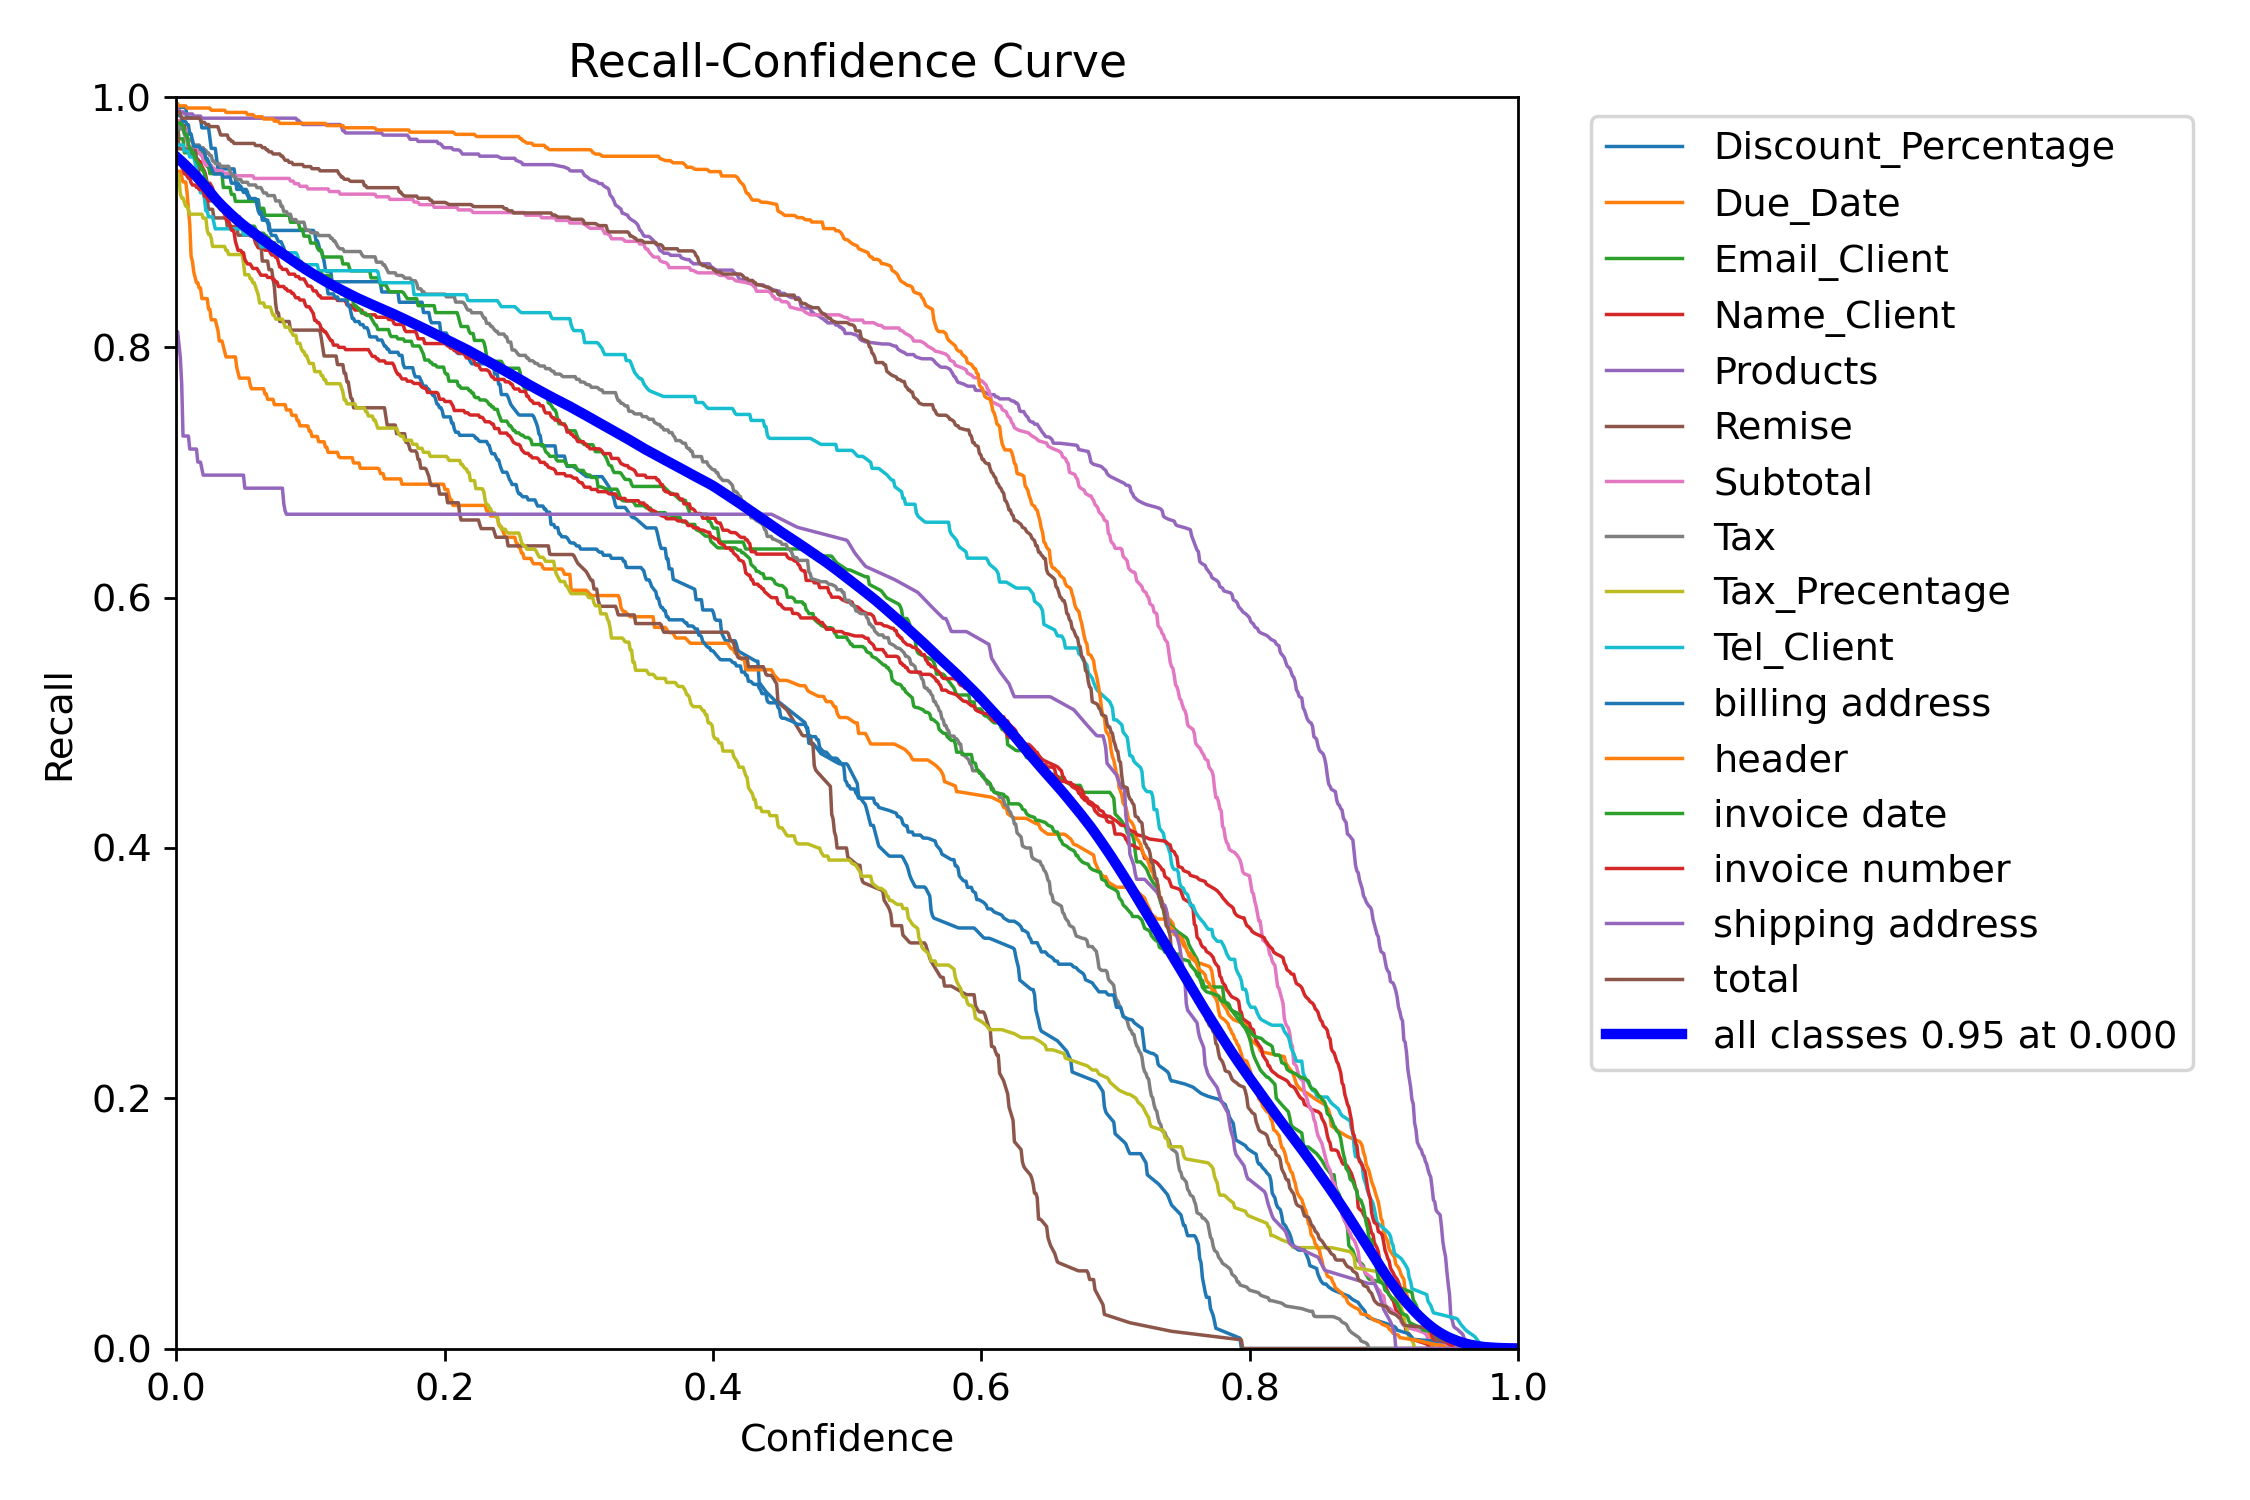 Recall-Confidence Curve
1.0
0.8
0.6
0.4
0.2
0.0
Recall
0.0 0.2 0.4 0.6 0.8 1.0
Confidence
Discount_Percentage
Due_Date
Email_Client
Name_Client
Products
Remise
Subtotal
Tax
Tax_Precentage
Tel_Client
billing address
header
invoice date
invoice number
shipping address
total
all classes 0.95 at 0.000